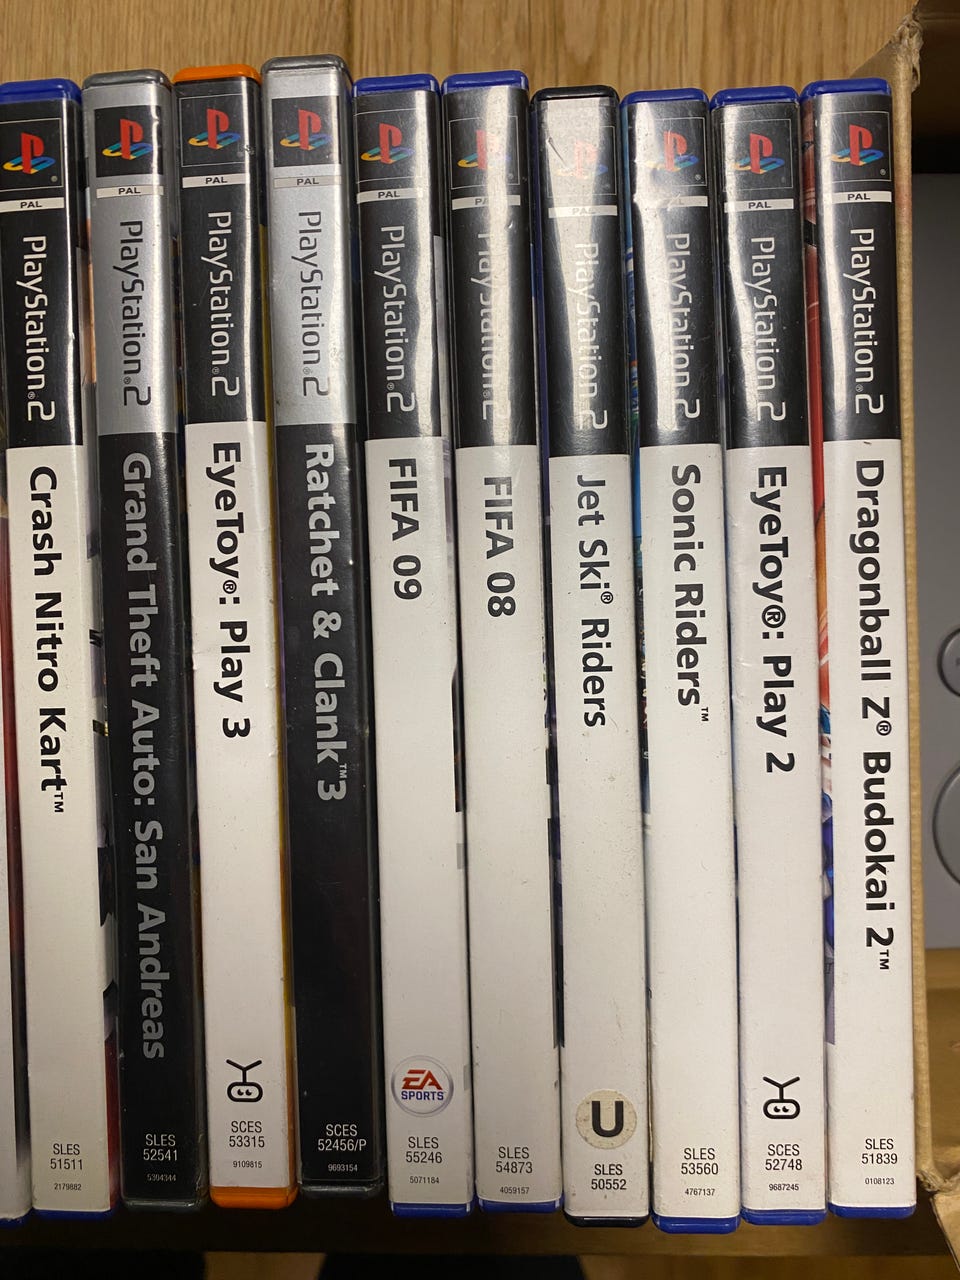 PAL
PlayStation®2
Crash Nitro Kart™
SLES
51511
2179882
PAL
PlayStation®2
Grand Theft Auto: San Andreas
SLES
52541
5304344
PAL
PlayStation®2
EyeToy®: Play 3
SCES
53315
9109815
PAL
PlayStation®2
Ratchet & Clank™3
SCES
52456/P
9693154
PAL
PlayStation®2
FIFA 09
EA
SPORTS
SLES
55246
5071184
PAL
PlayStation®2
FIFA 08
SLES
54873
4059157
PAL
PlayStation®2
Jet Ski® Riders
U
SLES
50552
PAL
PlayStation®2
Sonic Riders™
SLES
53560
4767137
PAL
PlayStation®2
EyeToy®: Play 2
SCES
52748
9687245
PAL
PlayStation®2
Dragonball Z® Budokai 2™
SLES
51839
0108123